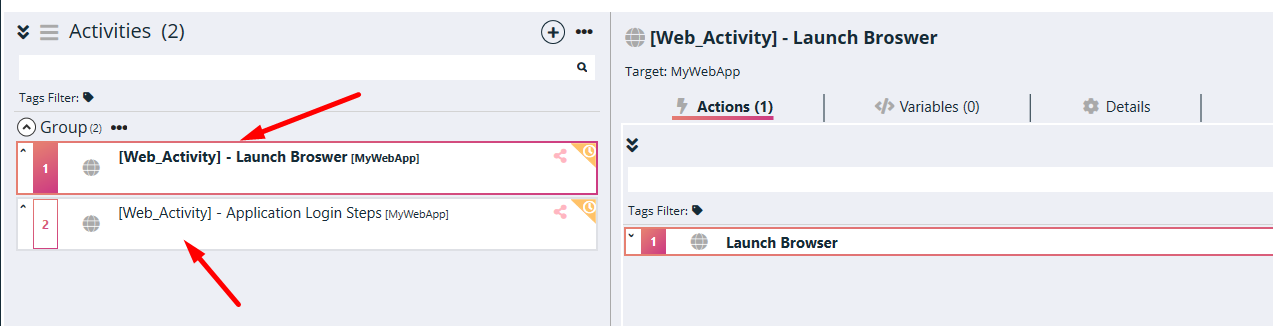 Activities (2)
Tags Filter:
Group (2)
1
[Web_Activity] - Launch Broswer [MyWebApp]
2
[Web_Activity] - Application Login Steps [MyWebApp]
[Web_Activity] - Launch Broswer
Target: MyWebApp
Actions (1)
Variables (0)
Details
Tags Filter:
1
Launch Browser